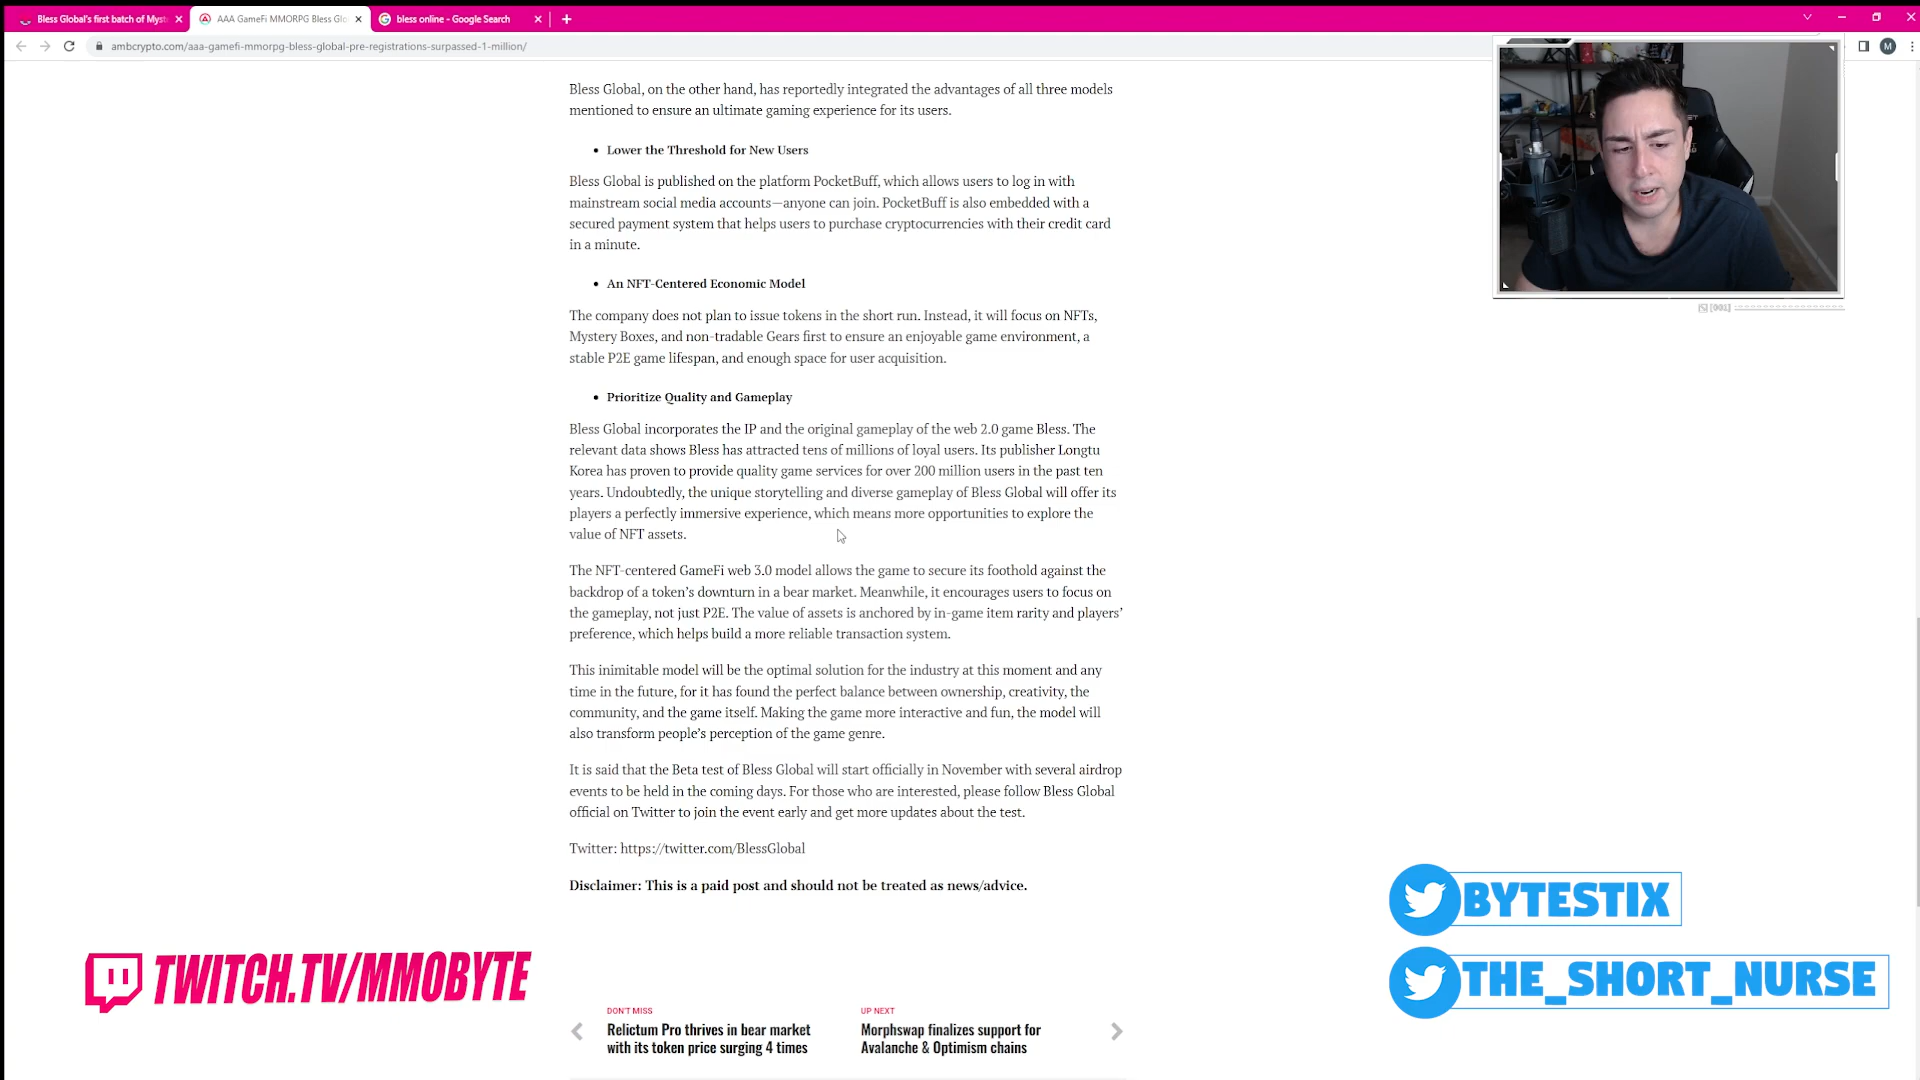 Bless Global's first batch of Myst
AAA GameFi MMORPG Bless Glo
bless online - Google Search
ambcrypto.com/aaa-gamefi-mmorpg-bless-global-pre-registrations-surpassed-1-million/
M
Bless Global, on the other hand, has reportedly integrated the advantages of all three models
mentioned to ensure an ultimate gaming experience for its users.
• Lower the Threshold for New Users
Bless Global is published on the platform PocketBuff, which allows users to log in with
mainstream social media accounts—anyone can join. PocketBuff is also embedded with a
secured payment system that helps users to purchase cryptocurrencies with their credit card
in a minute.
• An NFT-Centered Economic Model
The company does not plan to issue tokens in the short run. Instead, it will focus on NFTs,
Mystery Boxes, and non-tradable Gears first to ensure an enjoyable game environment, a
stable P2E game lifespan, and enough space for user acquisition.
• Prioritize Quality and Gameplay
Bless Global incorporates the IP and the original gameplay of the web 2.0 game Bless. The
relevant data shows Bless has attracted tens of millions of loyal users. Its publisher Longtu
Korea has proven to provide quality game services for over 200 million users in the past ten
years. Undoubtedly, the unique storytelling and diverse gameplay of Bless Global will offer its
players a perfectly immersive experience, which means more opportunities to explore the
value of NFT assets.
The NFT-centered GameFi web 3.0 model allows the game to secure its foothold against the
backdrop of a token's downturn in a bear market. Meanwhile, it encourages users to focus on
the gameplay, not just P2E. The value of assets is anchored by in-game item rarity and players'
preference, which helps build a more reliable transaction system.
This inimitable model will be the optimal solution for the industry at this moment and any
time in the future, for it has found the perfect balance between ownership, creativity, the
community, and the game itself. Making the game more interactive and fun, the model will
also transform people's perception of the game genre.
It is said that the Beta test of Bless Global will start officially in November with several airdrop
events to be held in the coming days. For those who are interested, please follow Bless Global
official on Twitter to join the event early and get more updates about the test.
Twitter: https://twitter.com/BlessGlobal
Disclaimer: This is a paid post and should not be treated as news/advice.
BYTESTIX
TWITCH.TV/MMOBYTE
THE_SHORT_NURSE
DON'T MISS
Relictum Pro thrives in bear market
with its token price surging 4 times
UP NEXT
Morphswap finalizes support for
Avalanche & Optimism chains